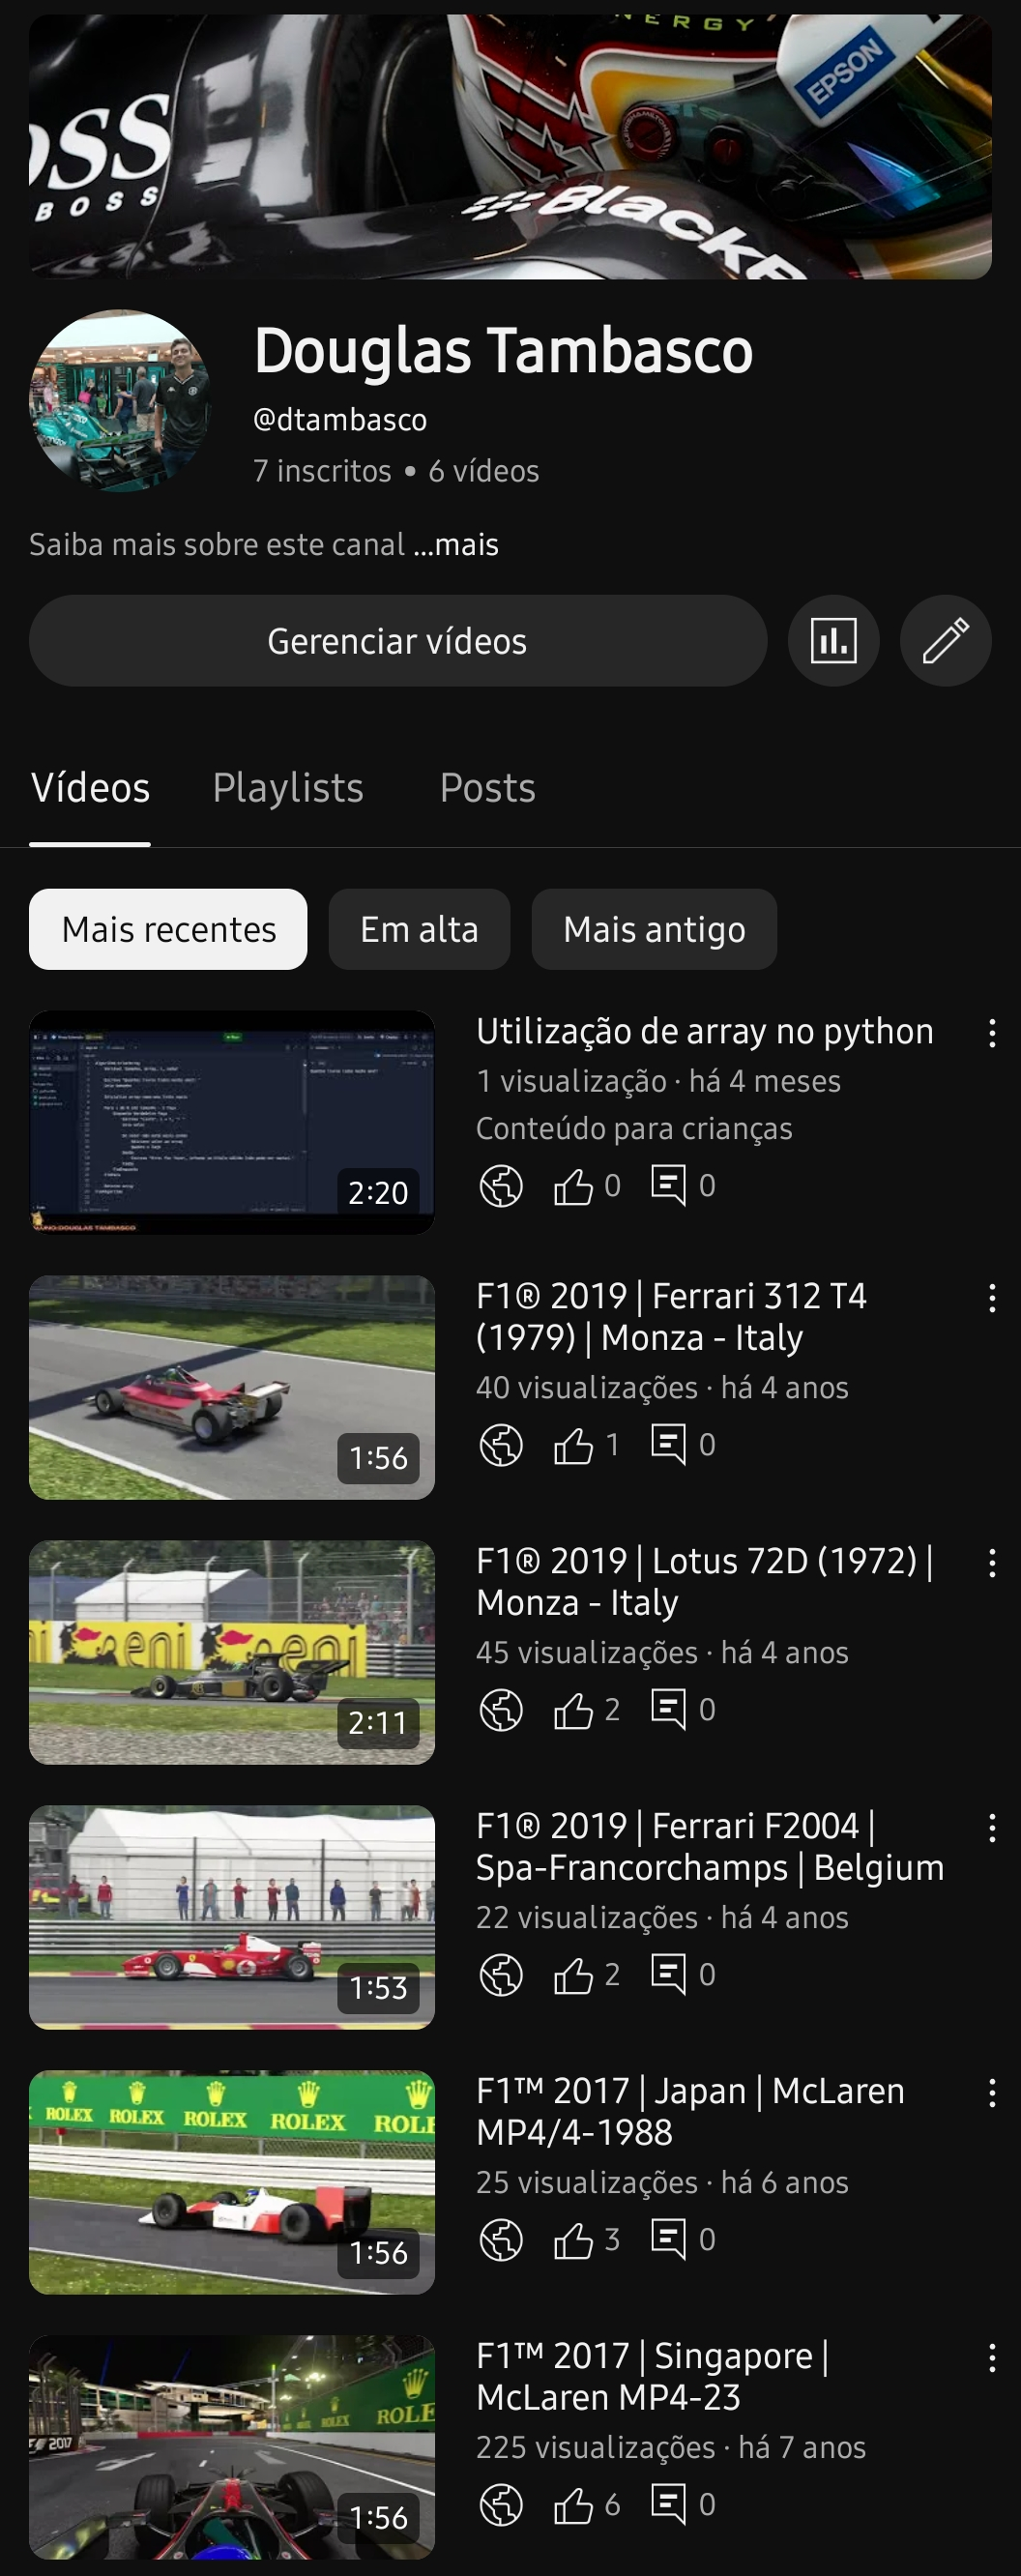 NERGY
EPSON
OSS
BOSS
BlackB
Douglas Tambasco
@dtambasco
7 inscritos • 6 vídeos
Saiba mais sobre este canal ...mais
Gerenciar vídeos
Vídeos Playlists Posts
Mais recentes Em alta Mais antigo
Utilização de array no python
1 visualização · há 4 meses
Conteúdo para crianças
0 0
2:20
ALUNO:DOUGLAS TAMBASCO
F1® 2019 | Ferrari 312 T4
(1979) | Monza - Italy
40 visualizações · há 4 anos
1 0
1:56
F1® 2019 | Lotus 72D (1972) |
Monza - Italy
45 visualizações · há 4 anos
2 0
eni eni
2:11
F1® 2019 | Ferrari F2004 |
Spa-Francorchamps | Belgium
22 visualizações · há 4 anos
2 0
1:53
F1™ 2017 | Japan | McLaren
MP4/4-1988
25 visualizações · há 6 anos
3 0
ROLEX ROLEX ROLEX ROLE
1:56
F1™ 2017 | Singapore |
McLaren MP4-23
225 visualizações · há 7 anos
6 0
ROLEX ROLEX
2017
1:56